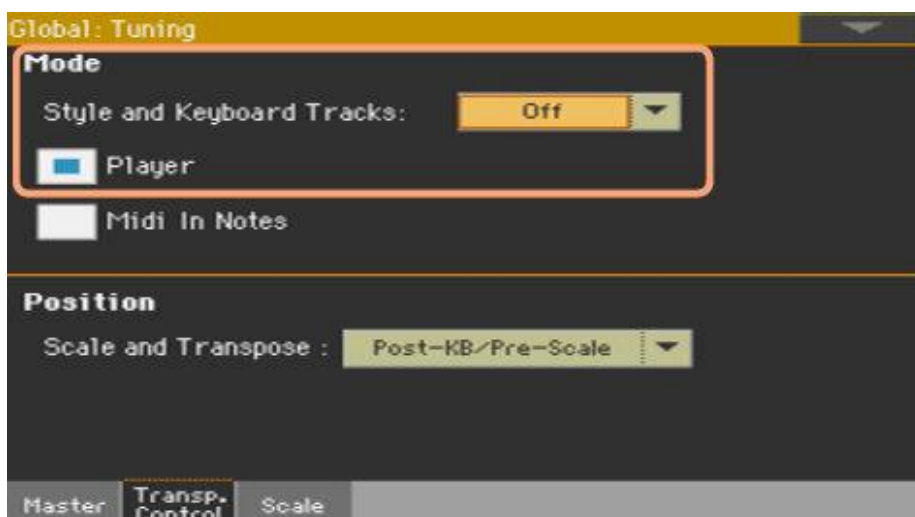 Global: Tuning
Mode
Style and Keyboard Tracks: Off
Player
Midi In Notes
Position
Scale and Transpose : Post-KB/Pre-Scale
Master Transp. Control Scale